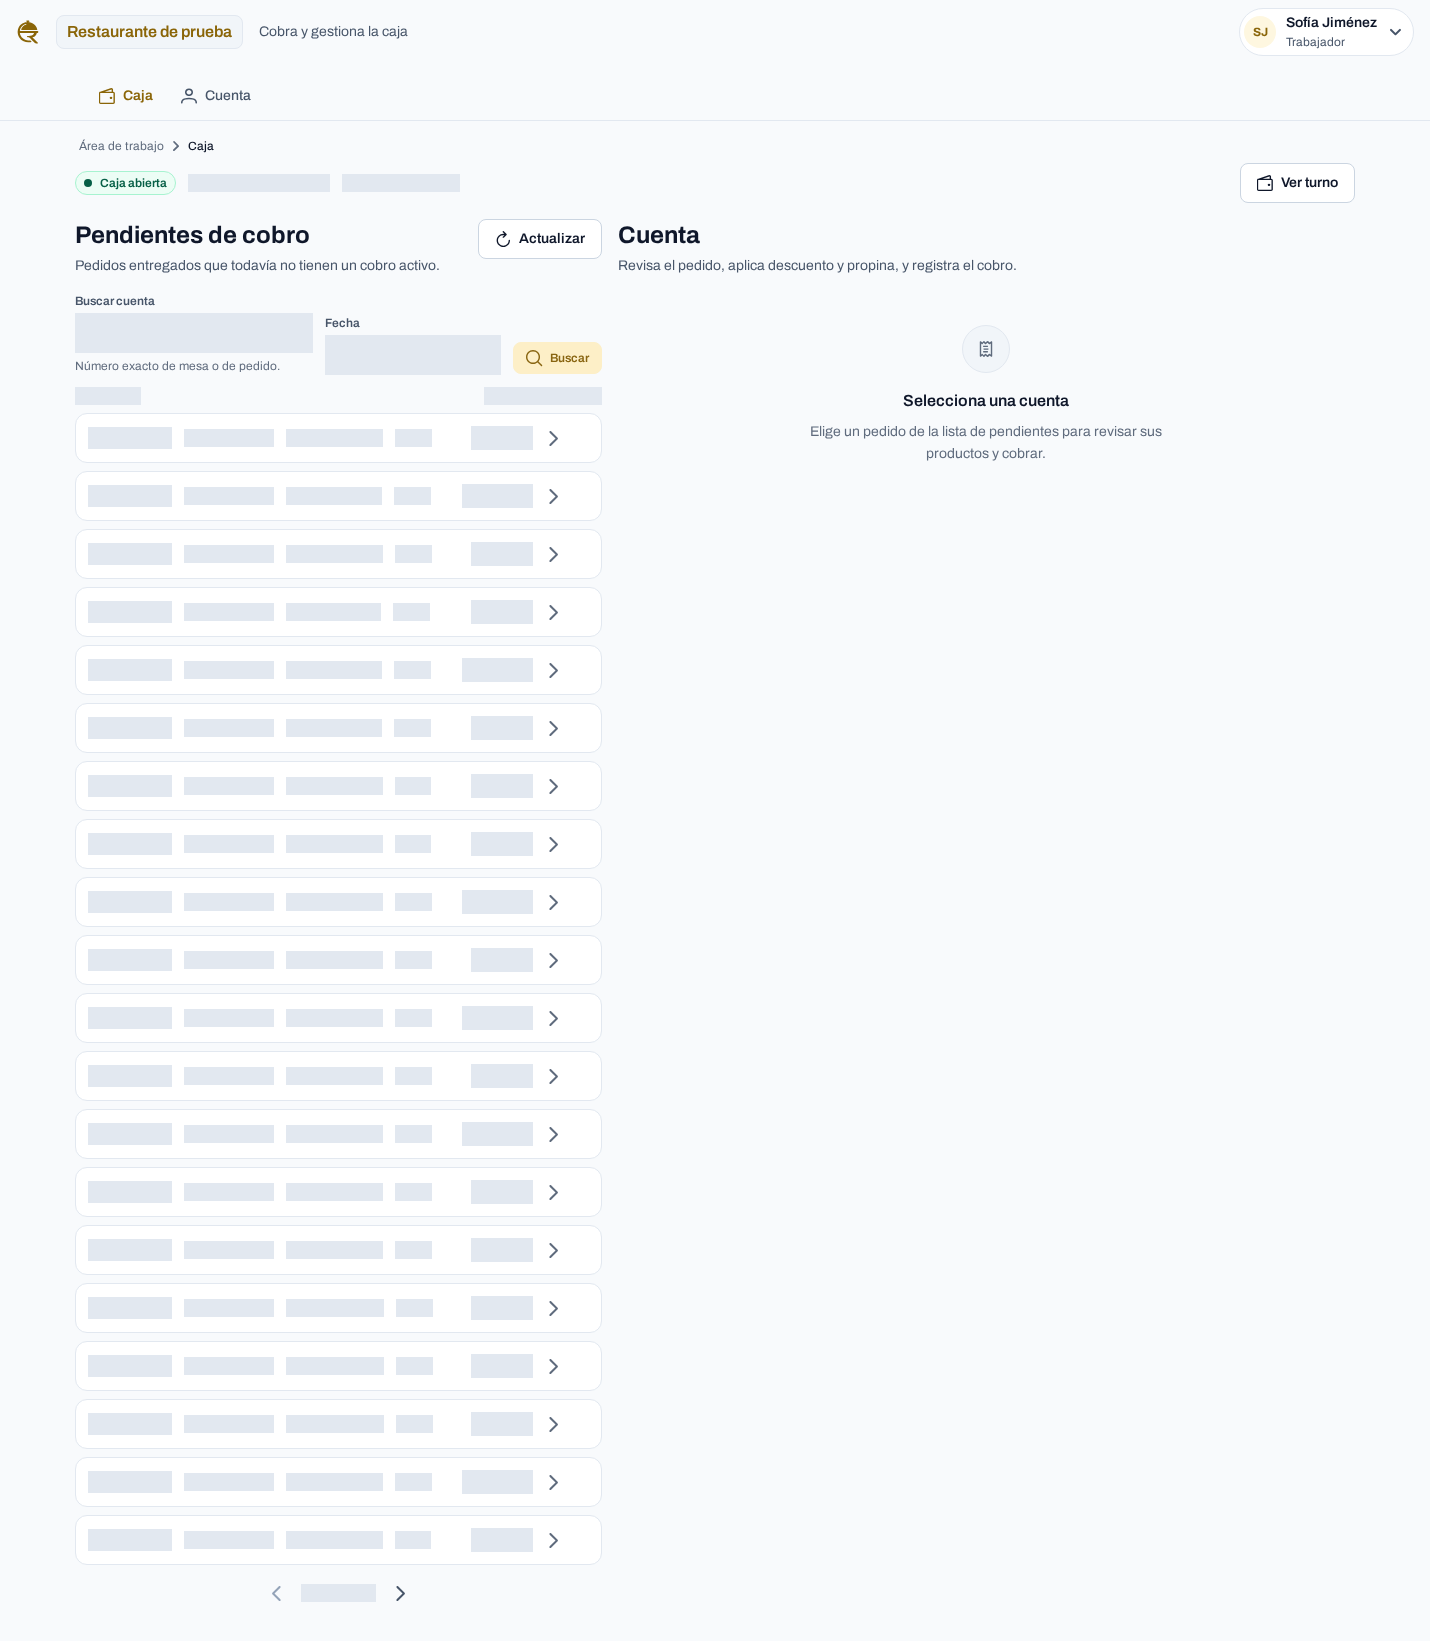 Restaurante de prueba
Cobra y gestiona la caja
SJ
Sofía Jiménez
Trabajador
Caja
Cuenta
Área de trabajo
Caja
Caja abierta
Ver turno
Pendientes de cobro
Actualizar
Pedidos entregados que todavía no tienen un cobro activo.
Buscar cuenta
Número exacto de mesa o de pedido.
Fecha
Buscar
Cuenta
Revisa el pedido, aplica descuento y propina, y registra el cobro.
Selecciona una cuenta
Elige un pedido de la lista de pendientes para revisar sus
productos y cobrar.